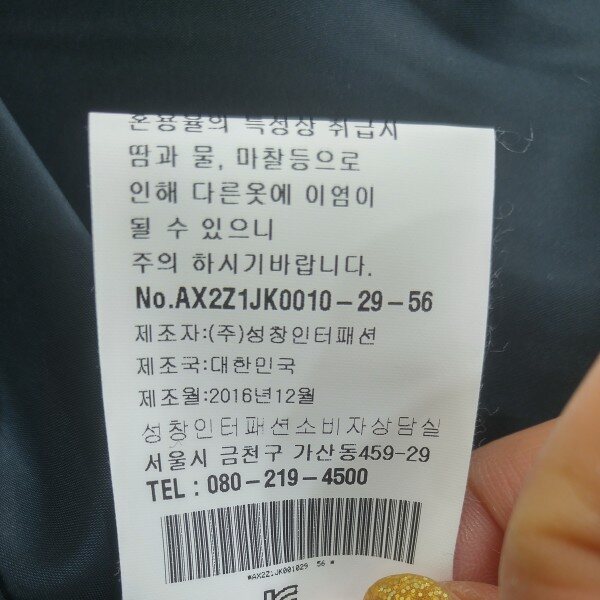 혼용율의 특성상 취급시
땀과 물, 마찰등으로
인해 다른옷에 이염이
될 수 있으니
주의 하시기바랍니다.
No.AX2Z1JK0010-29-56
제조자:(주)성창인터패션
제조국:대한민국
제조월:2016년12월
성창인터패션소비자상담실
서울시 금천구 가산동459-29
TEL : 080-219-4500
*AX2Z1JK001029 56 *